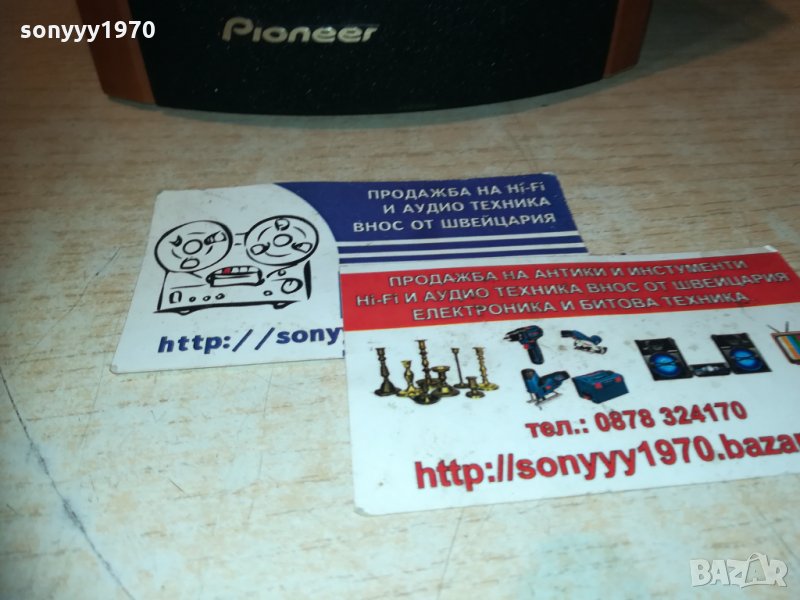 sonyyy1970
Pioneer
ПРОДАЖБА НА Hi-Fi
И АУДИО ТЕХНИКА
ВНОС ОТ ШВЕЙЦАРИЯ
http://sony
ПРОДАЖБА НА АНТИКИ И ИНСТУМЕНТИ
Hi-Fi И АУДИО ТЕХНИКА ВНОС ОТ ШВЕЙЦАРИЯ
ЕЛЕКТРОНИКА И БИТОВА ТЕХНИКА
тел.: 0878 324170
http://sonyyy1970.bazar
BAZAR